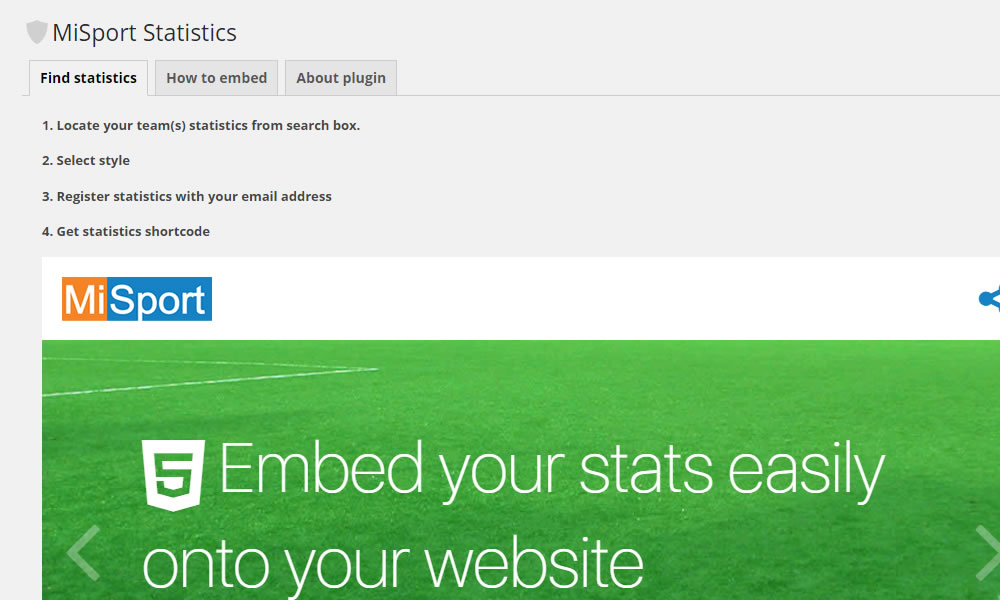 MiSport Statistics
Find statistics
How to embed
About plugin
1. Locate your team(s) statistics from search box.
2. Select style
3. Register statistics with your email address
4. Get statistics shortcode
MiSport
5 Embed your stats easily
onto your website